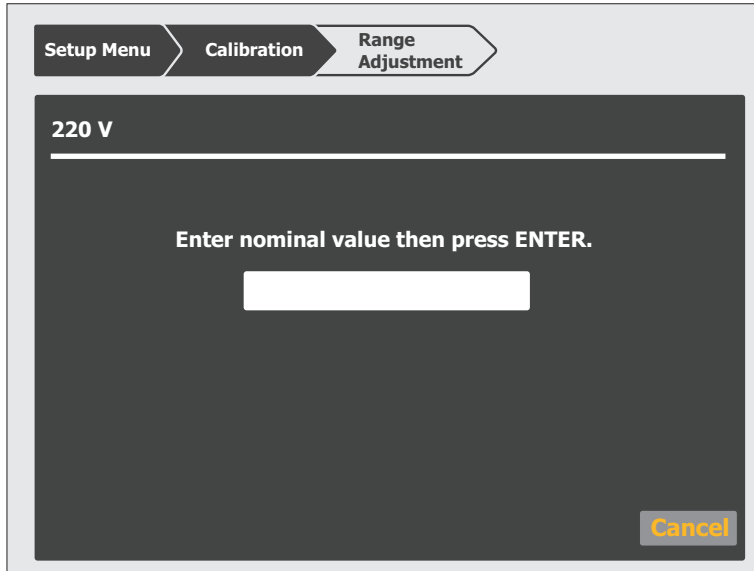 Setup Menu
Calibration
Range
Adjustment
220 V
Enter nominal value then press ENTER.
Cancel